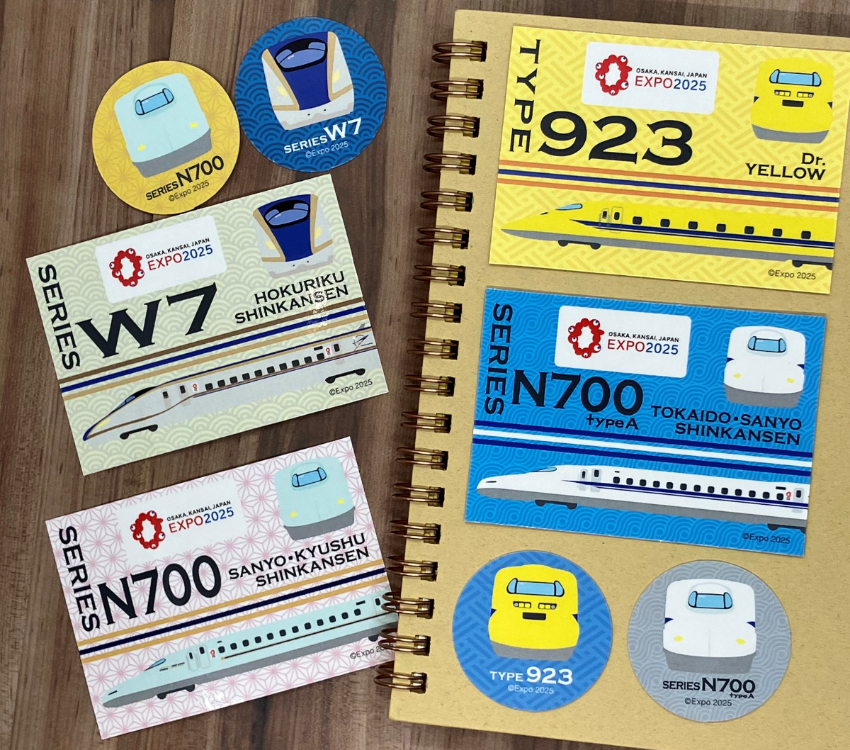 SERIES N700
©Expo 2025
SERIES W7
©Expo 2025
OSAKA, KANSAI, JAPAN
EXPO2025
SERIES
W7
HOKURIKU
SHINKANSEN
©Expo 2025
OSAKA, KANSAI, JAPAN
EXPO2025
SERIES
N700
SANYO•KYUSHU
SHINKANSEN
©Expo 2025
OSAKA, KANSAI, JAPAN
EXPO2025
TYPE
923
Dr.
YELLOW
©Expo 2025
OSAKA, KANSAI, JAPAN
EXPO2025
SERIES
N700
typeA
TOKAIDO•SANYO
SHINKANSEN
©Expo 2025
TYPE 923
©Expo 2025
SERIES N700
typeA
©Expo 2025